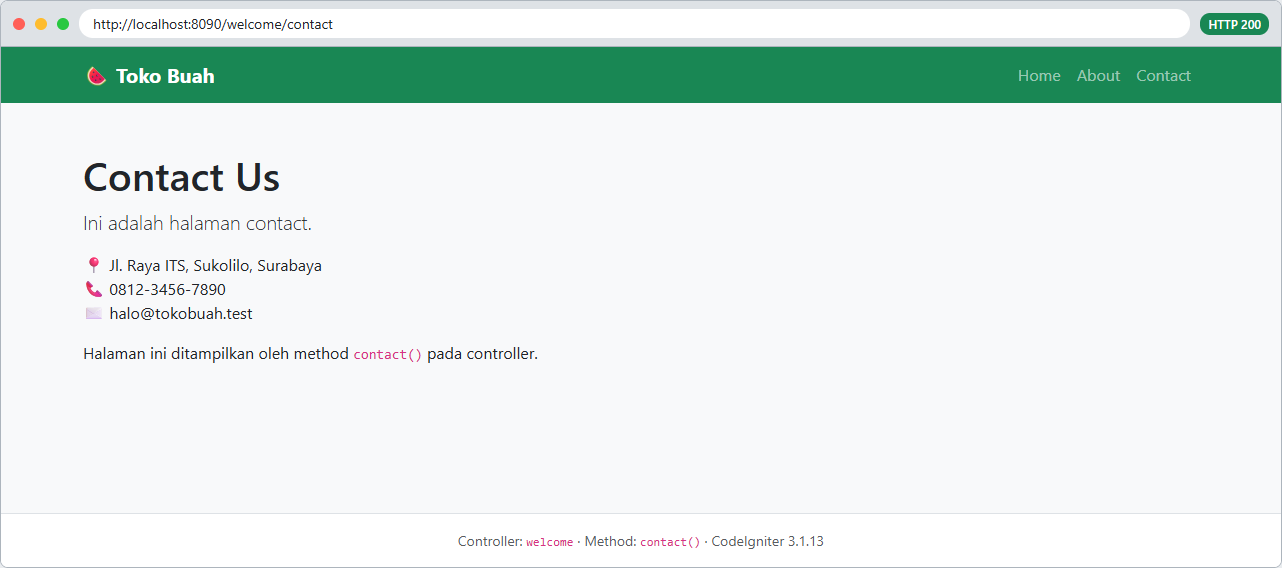 http://localhost:8090/welcome/contact
HTTP 200
Toko Buah
Home About Contact
Contact Us
Ini adalah halaman contact.
Jl. Raya ITS, Sukolilo, Surabaya
0812-3456-7890
halo@tokobuah.test
Halaman ini ditampilkan oleh method contact() pada controller.
Controller: welcome · Method: contact() · CodeIgniter 3.1.13